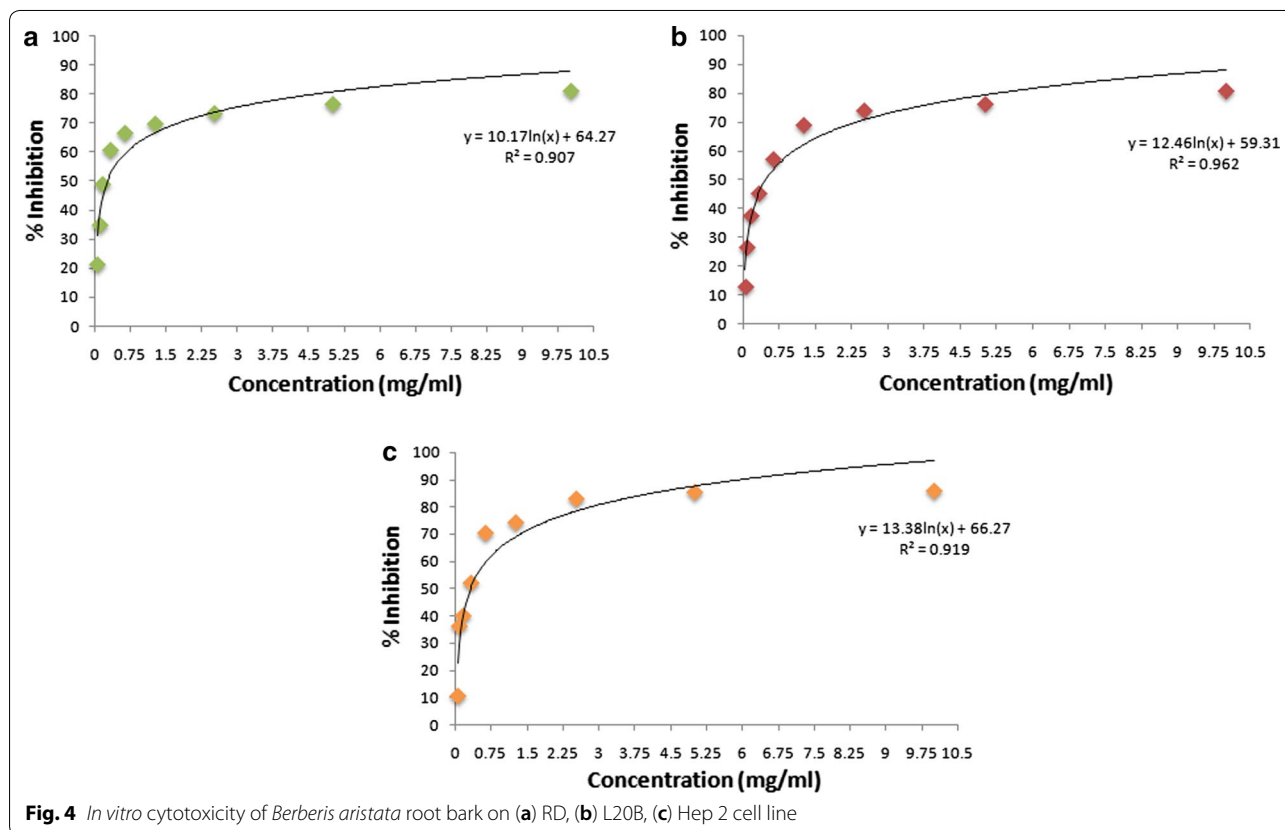 a
100
90
80
70
60
50
40
30
20
10
0
% Inhibition
0 0.75 1.5 2.25 3 3.75 4.5 5.25 6 6.75 7.5 8.25 9 9.75 10.5
Concentration (mg/ml)
y = 10.17ln(x) + 64.27
R² = 0.907
b
100
90
80
70
60
50
40
30
20
10
0
% Inhibition
0 0.75 1.5 2.25 3 3.75 4.5 5.25 6 6.75 7.5 8.25 9 9.75 10.5
Concentration (mg/ml)
y = 12.46ln(x) + 59.31
R² = 0.962
c
100
90
80
70
60
50
40
30
20
10
0
% Inhibition
0 0.75 1.5 2.25 3 3.75 4.5 5.25 6 6.75 7.5 8.25 9 9.75 10.5
Concentration (mg/ml)
y = 13.38ln(x) + 66.27
R² = 0.919
Fig. 4 In vitro cytotoxicity of Berberis aristata root bark on (a) RD, (b) L20B, (c) Hep 2 cell line